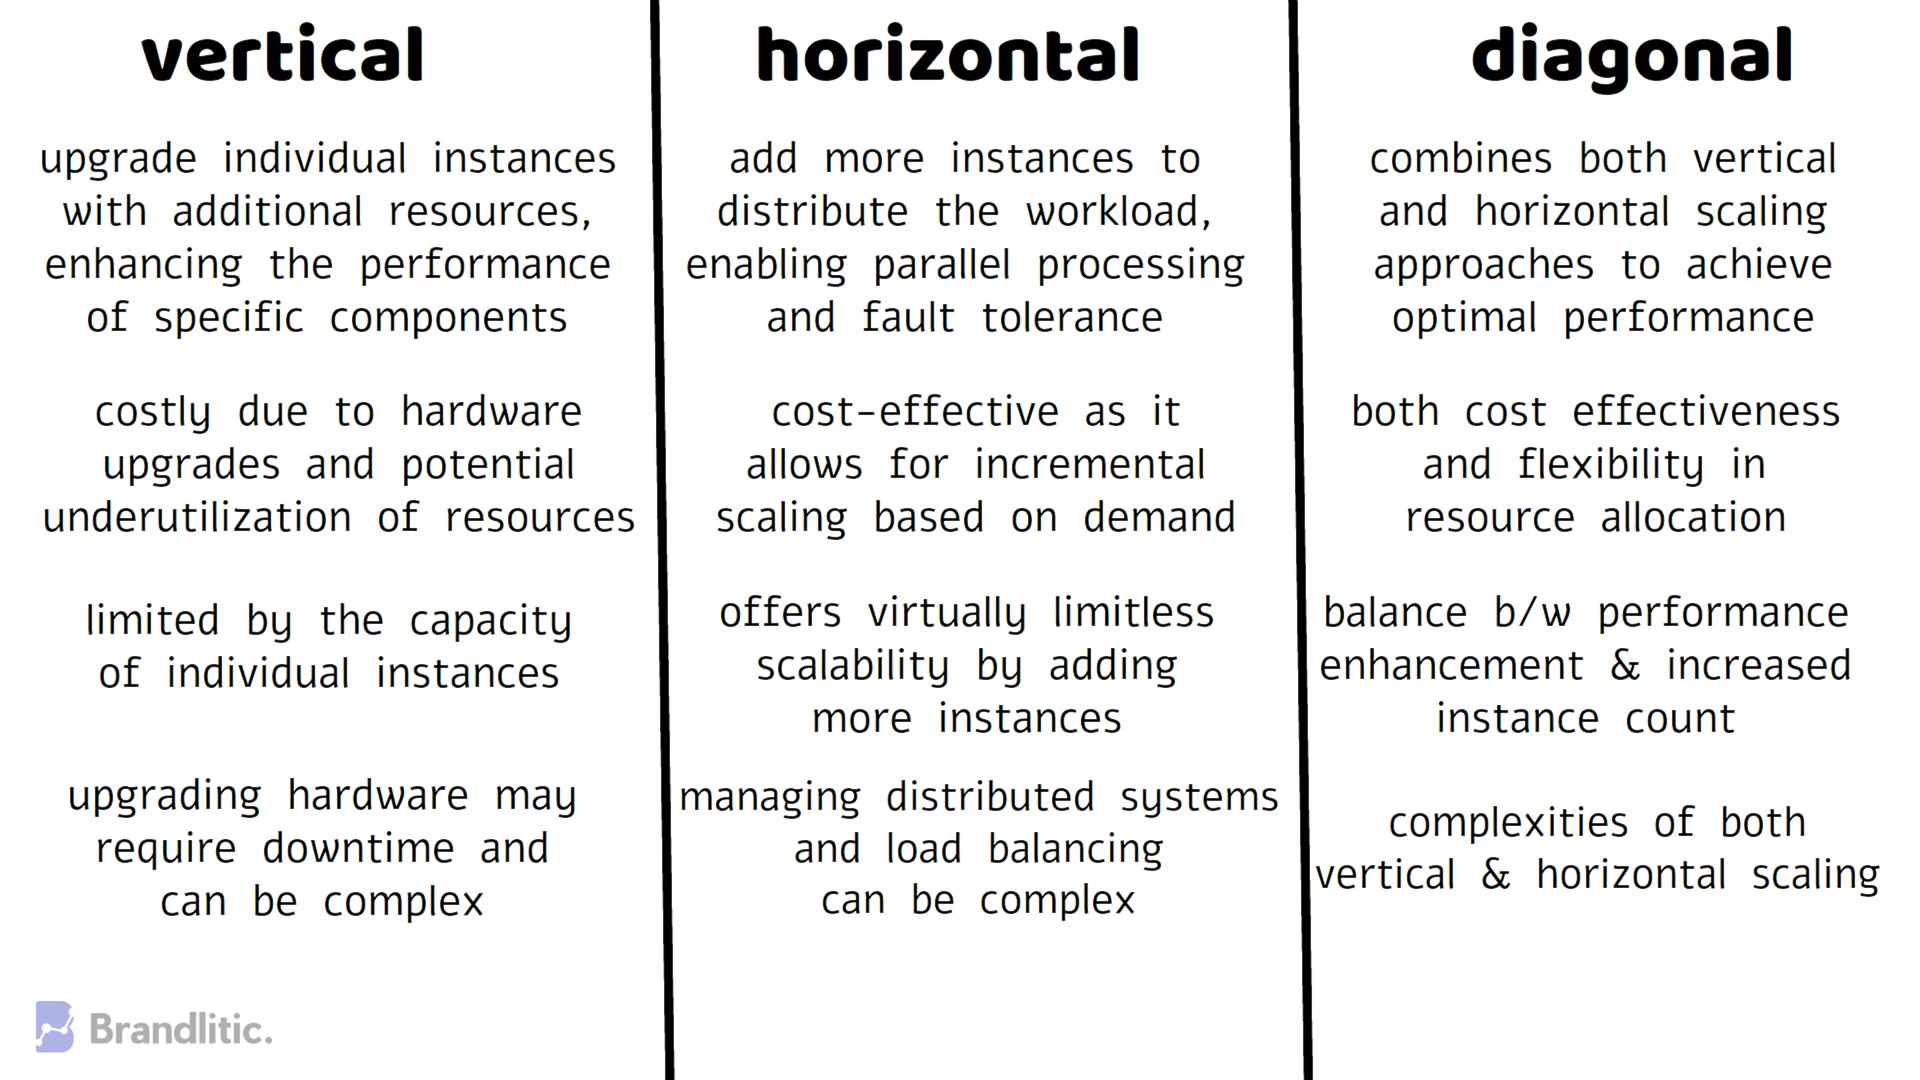 vertical
upgrade individual instances
with additional resources,
enhancing the performance
of specific components
costly due to hardware
upgrades and potential
underutilization of resources
limited by the capacity
of individual instances
upgrading hardware may
require downtime and
can be complex
horizontal
add more instances to
distribute the workload,
enabling parallel processing
and fault tolerance
cost-effective as it
allows for incremental
scaling based on demand
offers virtually limitless
scalability by adding
more instances
managing distributed systems
and load balancing
can be complex
diagonal
combines both vertical
and horizontal scaling
approaches to achieve
optimal performance
both cost effectiveness
and flexibility in
resource allocation
balance b/w performance
enhancement & increased
instance count
complexities of both
vertical & horizontal scaling
Brandlitic.